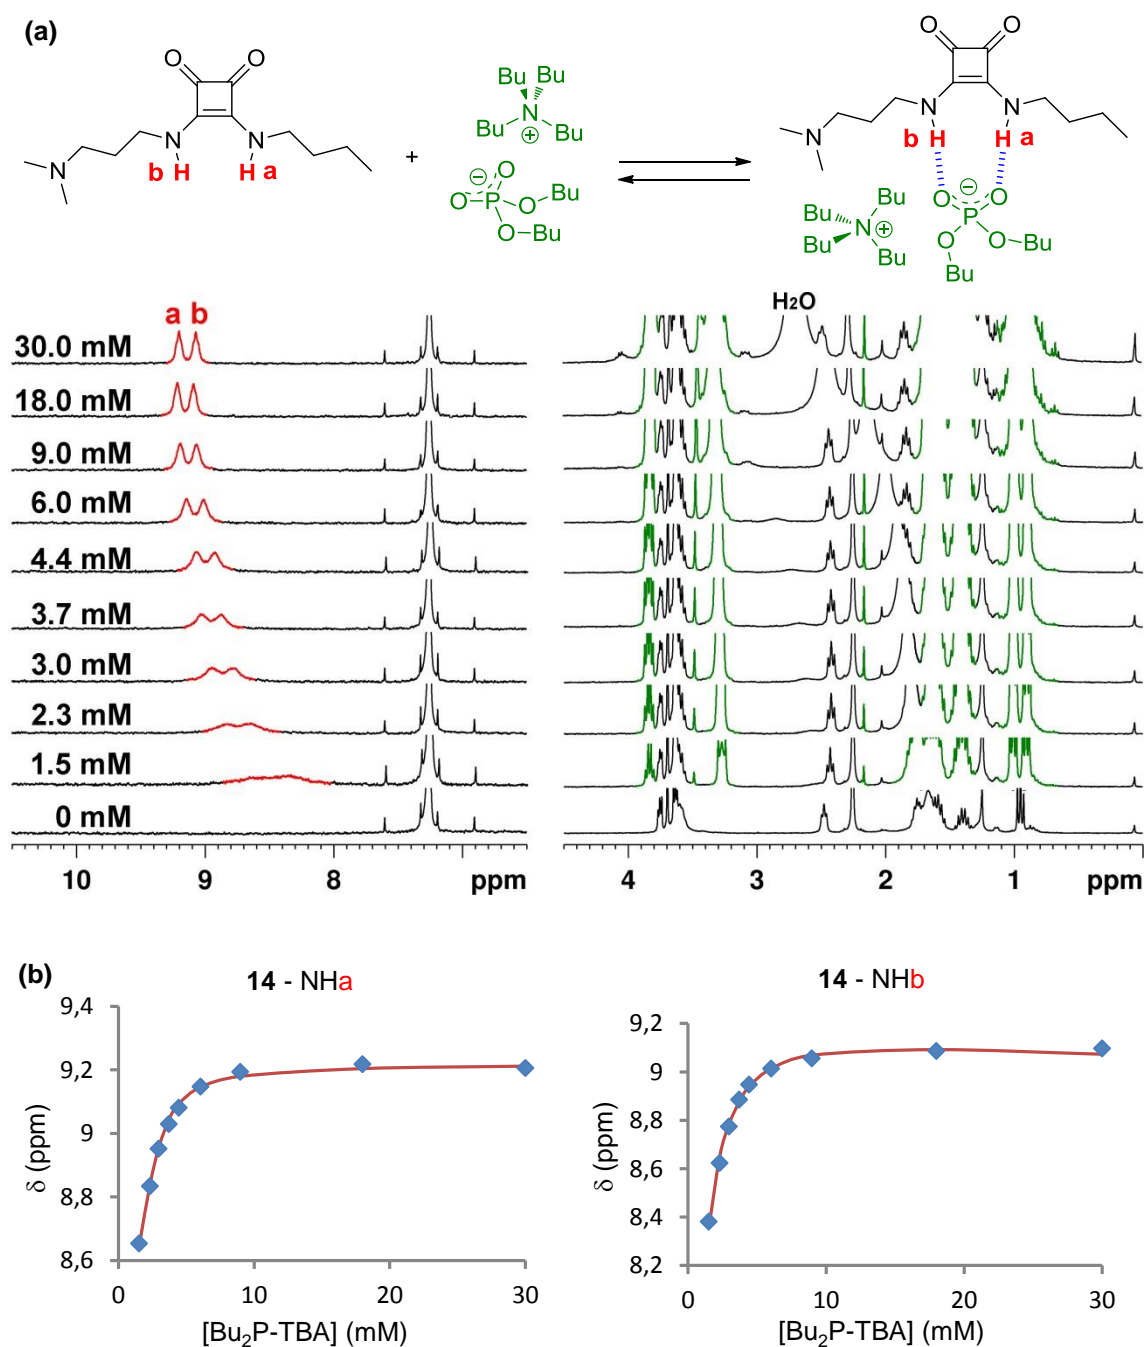 (a)
O O
N H b
N H a
N
+
Bu Bu
N
Bu ⊕ Bu
⊖ O
O P O Bu
O Bu
O O
N N
b H H a
N
⊖
O O
P
Bu Bu
N ⊕
Bu Bu
O O Bu
Bu
H2O
a b
30.0 mM
18.0 mM
9.0 mM
6.0 mM
4.4 mM
3.7 mM
3.0 mM
2.3 mM
1.5 mM
0 mM
10 9 8 ppm
4 3 2 1 ppm
(b)
14 - NHa
9,4
9,2
9
8,8
8,6
δ (ppm)
0 10 20 30
[Bu2P-TBA] (mM)
14 - NHb
9,2
9
8,8
8,6
8,4
8,2
δ (ppm)
0 10 20 30
[Bu2P-TBA] (mM)